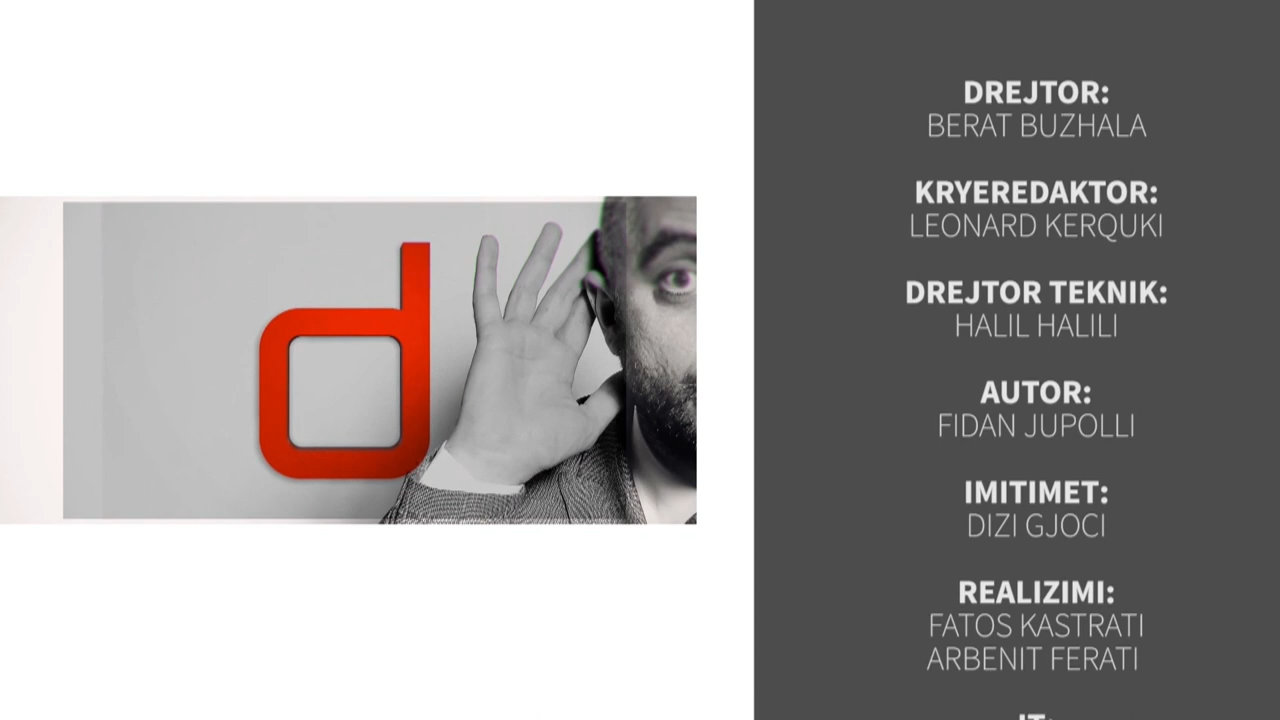 d
DREJTOR:
BERAT BUZHALA
KRYEREDAKTOR:
LEONARD KERQUKI
DREJTOR TEKNIK:
HALIL HALILI
AUTOR:
FIDAN JUPOLLI
IMITIMET:
DIZI GJOCI
REALIZIMI:
FATOS KASTRATI
ARBENIT FERATI
IT: